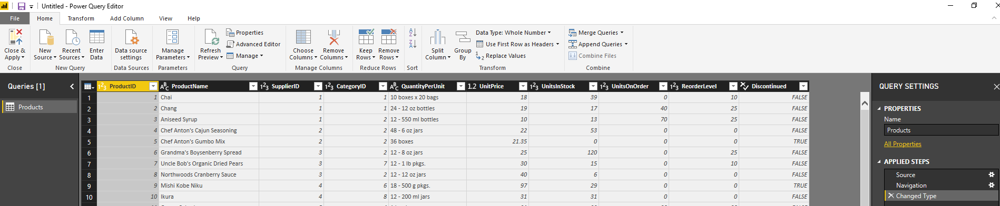 Untitled - Power Query Editor
File Home Transform Add Column View Help
Close & Apply
New Source
Recent Sources
Enter Data
Data source settings
Manage Parameters
Refresh Preview
Properties
Advanced Editor
Manage
Choose Columns
Remove Columns
Keep Rows
Remove Rows
A Z
Z A
Split Column
Group By
Data Type: Whole Number
Use First Row as Headers
1 2 Replace Values
Merge Queries
Append Queries
Combine Files
Close New Query Data Sources Parameters Query Manage Columns Reduce Rows Sort Transform Combine
Queries [1]
Products
123 ProductID ABC ProductName 123 SupplierID 123 CategoryID ABC QuantityPerUnit 1.2 UnitPrice 123 UnitsInStock 123 UnitsOnOrder 123 ReorderLevel Discontinued
1 1 Chai 1 1 10 boxes x 20 bags 18 39 0 10 FALSE
2 2 Chang 1 1 24 - 12 oz bottles 19 17 40 25 FALSE
3 3 Aniseed Syrup 1 2 12 - 550 ml bottles 10 13 70 25 FALSE
4 4 Chef Anton's Cajun Seasoning 2 2 48 - 6 oz jars 22 53 0 0 FALSE
5 5 Chef Anton's Gumbo Mix 2 2 36 boxes 21.35 0 0 0 TRUE
6 6 Grandma's Boysenberry Spread 3 2 12 - 8 oz jars 25 120 0 25 FALSE
7 7 Uncle Bob's Organic Dried Pears 3 7 12 - 1 lb pkgs. 30 15 0 10 FALSE
8 8 Northwoods Cranberry Sauce 3 2 12 - 12 oz jars 40 6 0 0 FALSE
9 9 Mishi Kobe Niku 4 6 18 - 500 g pkgs. 97 29 0 0 TRUE
10 10 Ikura 4 8 12 - 200 ml jars 31 31 0 0 FALSE
QUERY SETTINGS
PROPERTIES
Name
Products
All Properties
APPLIED STEPS
Source
Navigation
Changed Type